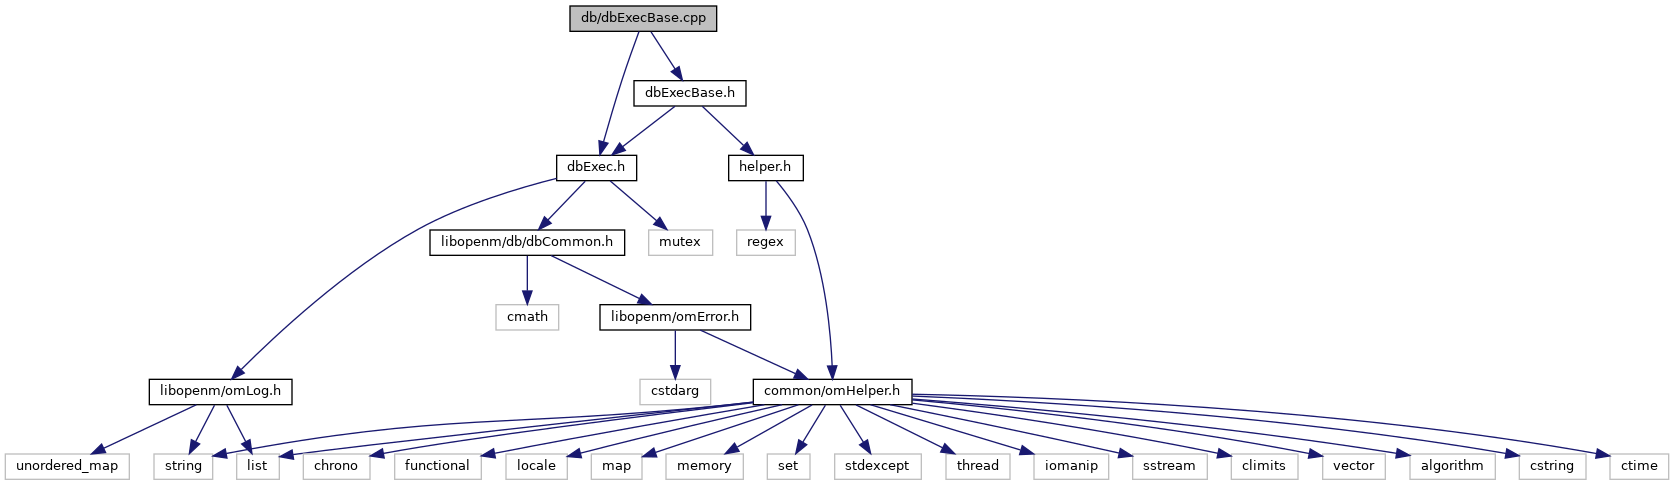 db/dbExecBase.cpp
dbExecBase.h
dbExec.h
helper.h
libopenm/db/dbCommon.h
mutex
regex
cmath
libopenm/omError.h
libopenm/omLog.h
cstdarg
common/omHelper.h
unordered_map
string
list
chrono
functional
locale
map
memory
set
stdexcept
thread
iomanip
sstream
climits
vector
algorithm
cstring
ctime